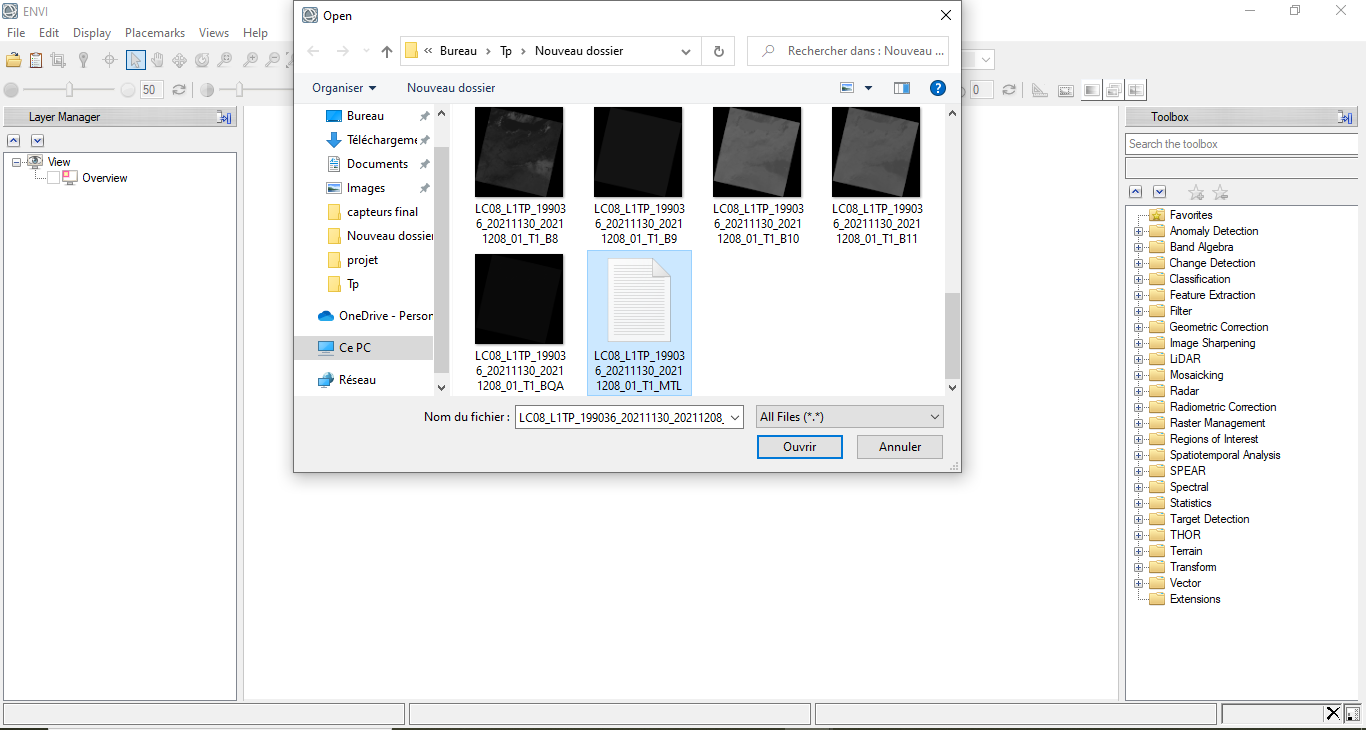 ENVI
File Edit Display Placemarks Views Help
50
0
Layer Manager
View
Overview
Open
« Bureau › Tp › Nouveau dossier
Rechercher dans : Nouveau ...
Organiser
Nouveau dossier
Bureau
Téléchargeme
Documents
Images
capteurs final
Nouveau dossier
projet
Tp
OneDrive - Person
Ce PC
Réseau
LC08_L1TP_19903
6_20211130_2021
1208_01_T1_B8
LC08_L1TP_19903
6_20211130_2021
1208_01_T1_B9
LC08_L1TP_19903
6_20211130_2021
1208_01_T1_B10
LC08_L1TP_19903
6_20211130_2021
1208_01_T1_B11
LC08_L1TP_19903
6_20211130_2021
1208_01_T1_BQA
LC08_L1TP_19903
6_20211130_2021
1208_01_T1_MTL
Nom du fichier :
LC08_L1TP_199036_20211130_20211208_
All Files (*.*)
Ouvrir
Annuler
Toolbox
Search the toolbox
Favorites
Anomaly Detection
Band Algebra
Change Detection
Classification
Feature Extraction
Filter
Geometric Correction
Image Sharpening
LiDAR
Mosaicking
Radar
Radiometric Correction
Raster Management
Regions of Interest
Spatiotemporal Analysis
SPEAR
Spectral
Statistics
Target Detection
THOR
Terrain
Transform
Vector
Extensions